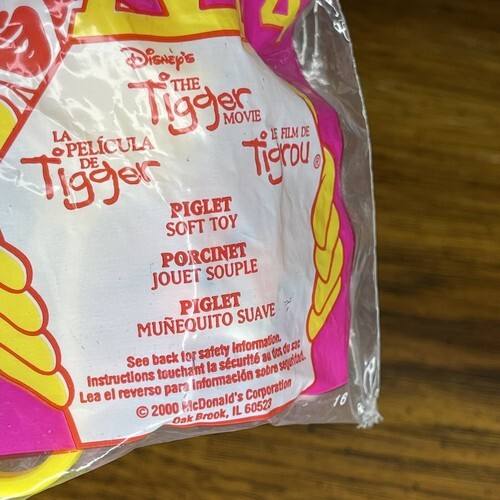 Disney's
THE
Tigger
MOVIE
LA
PELÍCULA
DE
Tigger
LE FILM DE
Tigrou®
PIGLET
SOFT TOY
PORCINET
JOUET SOUPLE
PIGLET
MUÑEQUITO SUAVE
See back for safety information.
Instructions touchant la sécurité au dos du sac
Lea el reverso para información sobre seguridad.
© 2000 McDonald's Corporation
Oak Brook, IL 60523
16